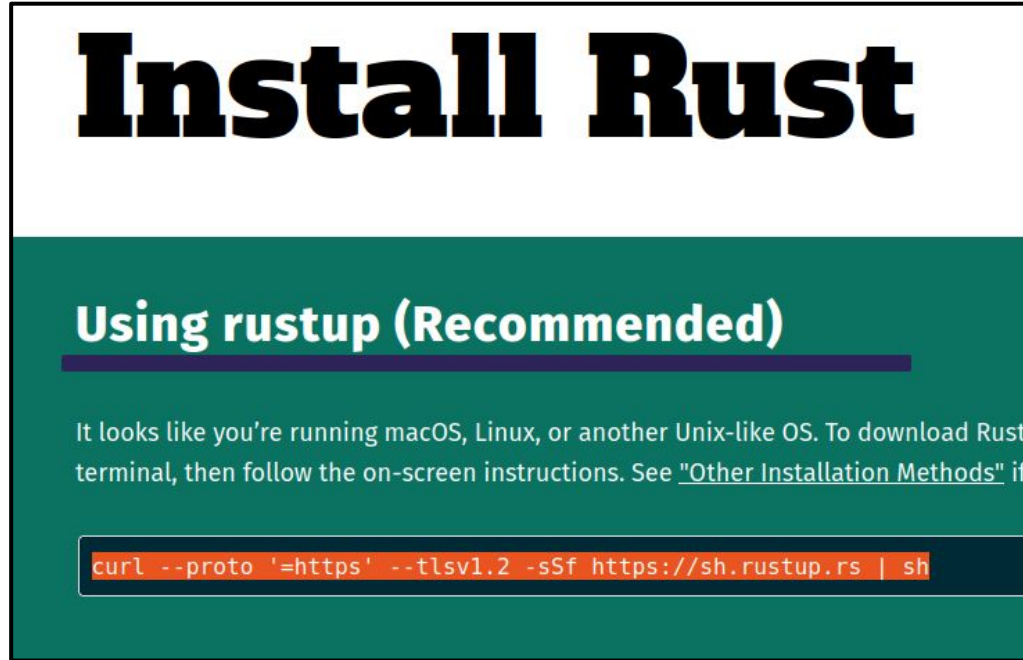 Install Rust
Using rustup (Recommended)
It looks like you’re running macOS, Linux, or another Unix-like OS. To download Rust
terminal, then follow the on-screen instructions. See "Other Installation Methods" if
curl --proto '=https' --tlsv1.2 -sSf https://sh.rustup.rs | sh